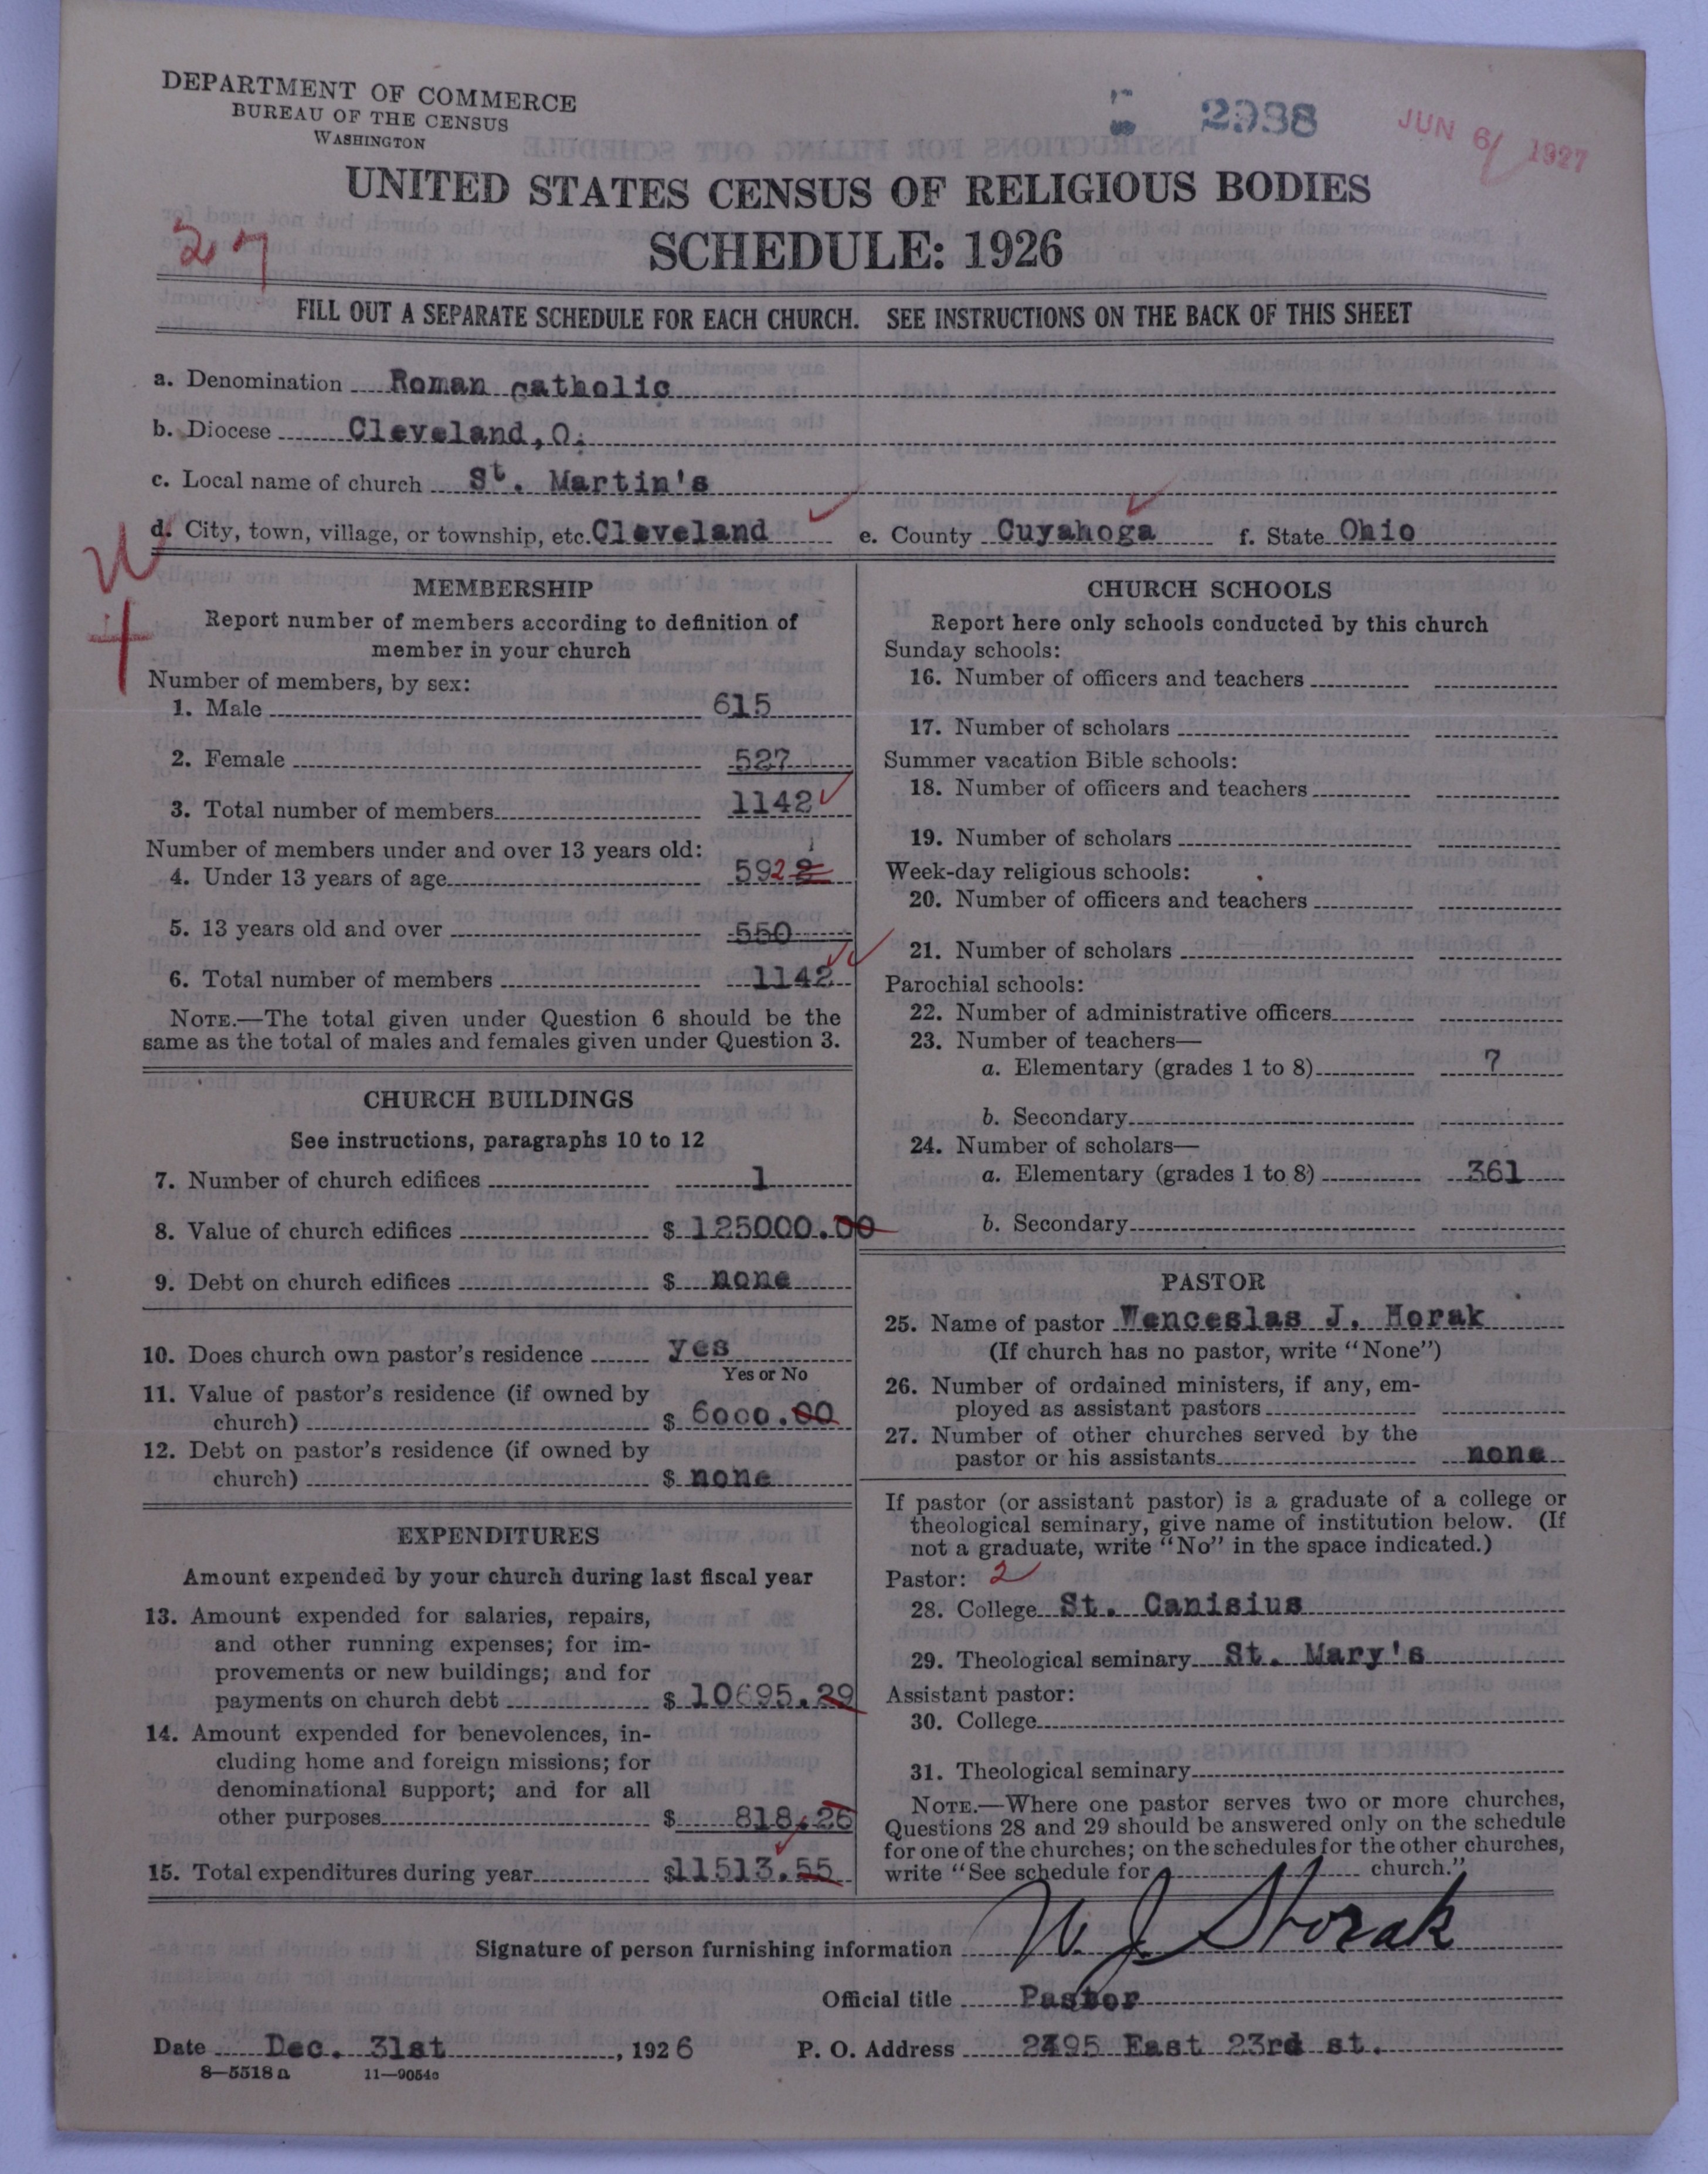 DEPARTMENT OF COMMERCE
BUREAU OF THE CENSUS
WASHINGTON
2988
JUN 6 1927
UNITED STATES CENSUS OF RELIGIOUS BODIES
27
SCHEDULE: 1926
FILL OUT A SEPARATE SCHEDULE FOR EACH CHURCH. SEE INSTRUCTIONS ON THE BACK OF THIS SHEET
a. Denomination Roman catholic
b. Diocese Cleveland, O.
c. Local name of church St. Martin's
d. City, town, village, or township, etc. Cleveland e. County Cuyahoga f. State Ohio
MEMBERSHIP
Report number of members according to definition of
member in your church
Number of members, by sex:
1. Male 615
2. Female 527
3. Total number of members 1142
Number of members under and over 13 years old:
4. Under 13 years of age 592
5. 13 years old and over 550
6. Total number of members 1142
NOTE.—The total given under Question 6 should be the
same as the total of males and females given under Question 3.
CHURCH BUILDINGS
See instructions, paragraphs 10 to 12
7. Number of church edifices 1
8. Value of church edifices $ 125000.00
9. Debt on church edifices $ none
10. Does church own pastor's residence yes
Yes or No
11. Value of pastor's residence (if owned by
church) $ 6000.00
12. Debt on pastor's residence (if owned by
church) $ none
EXPENDITURES
Amount expended by your church during last fiscal year
13. Amount expended for salaries, repairs,
and other running expenses; for im-
provements or new buildings; and for
payments on church debt $ 10695.29
14. Amount expended for benevolences, in-
cluding home and foreign missions; for
denominational support; and for all
other purposes $ 818.26
15. Total expenditures during year $11513.55
CHURCH SCHOOLS
Report here only schools conducted by this church
Sunday schools:
16. Number of officers and teachers
17. Number of scholars
Summer vacation Bible schools:
18. Number of officers and teachers
19. Number of scholars
Week-day religious schools:
20. Number of officers and teachers
21. Number of scholars
Parochial schools:
22. Number of administrative officers
23. Number of teachers—
a. Elementary (grades 1 to 8) 7
b. Secondary
24. Number of scholars—
a. Elementary (grades 1 to 8) 361
b. Secondary
PASTOR
25. Name of pastor Wenceslas J. Horak
(If church has no pastor, write "None")
26. Number of ordained ministers, if any, em-
ployed as assistant pastors
27. Number of other churches served by the
pastor or his assistants none
If pastor (or assistant pastor) is a graduate of a college or
theological seminary, give name of institution below. (If
not a graduate, write "No" in the space indicated.)
Pastor: 2
28. College St. Canisius
29. Theological seminary St. Mary's
Assistant pastor:
30. College
31. Theological seminary
NOTE.—Where one pastor serves two or more churches,
Questions 28 and 29 should be answered only on the schedule
for one of the churches; on the schedules for the other churches,
write "See schedule for church."
Signature of person furnishing information W J Horak
Official title Pastor
Date Dec. 31st, 1926 P. O. Address 2495 East 23rd st.
8—5518 a 11—9054c